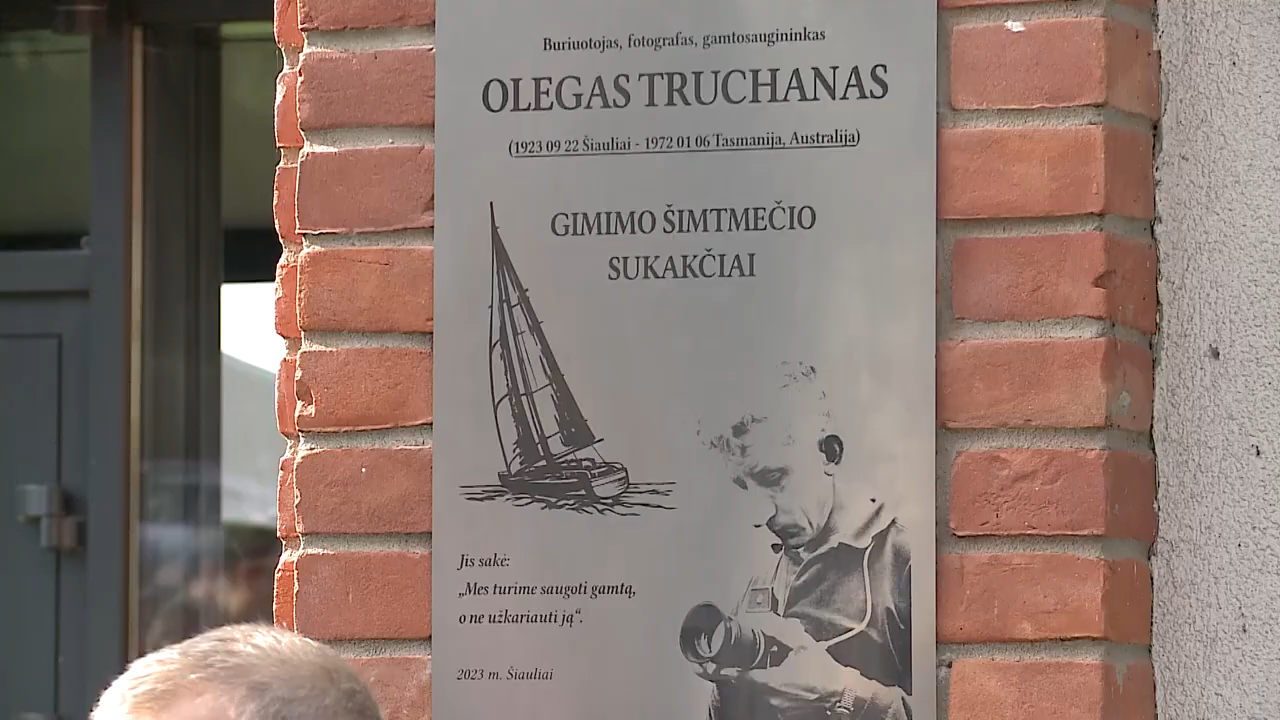 Buriuotojas, fotografas, gamtosaugininkas
OLEGAS TRUCHANAS
(1923 09 22 Šiauliai - 1972 01 06 Tasmanija, Australija)
GIMIMO ŠIMTMEČIO
SUKAKČIAI
Jis sakė:
„Mes turime saugoti gamtą,
o ne užkariauti ją“.
2023 m. Šiauliai